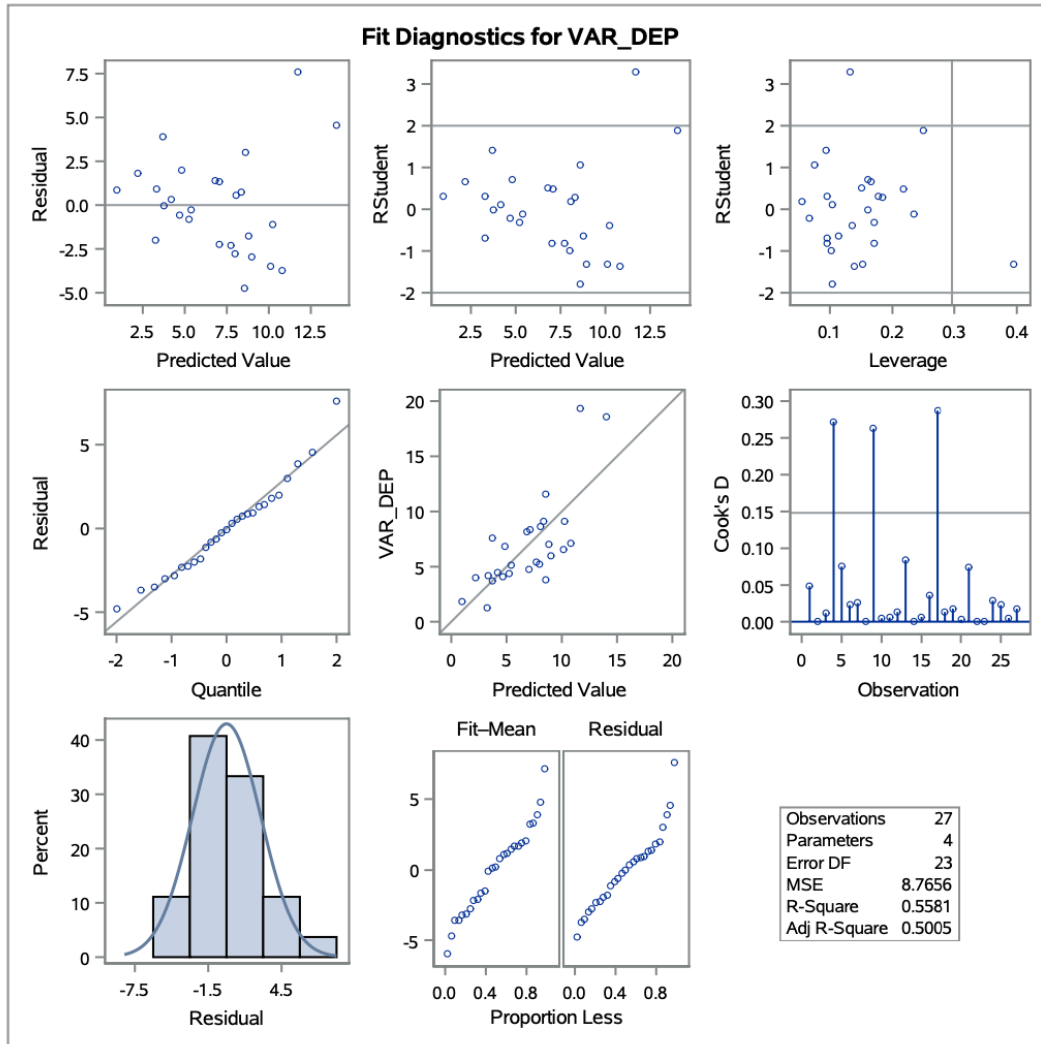 Fit Diagnostics for VAR_DEP
Residual
7.5
5.0
2.5
0.0
-2.5
-5.0
2.5 5.0 7.5 10.0 12.5
Predicted Value
RStudent
3
2
1
0
-1
-2
2.5 5.0 7.5 10.0 12.5
Predicted Value
RStudent
3
2
1
0
-1
-2
0.1 0.2 0.3 0.4
Leverage
Residual
5
0
-5
-2 -1 0 1 2
Quantile
VAR_DEP
20
15
10
5
0
0 5 10 15 20
Predicted Value
Cook's D
0.30
0.25
0.20
0.15
0.10
0.05
0.00
0 5 10 15 20 25
Observation
Percent
40
30
20
10
0
-7.5 -1.5 4.5
Residual
Fit–Mean Residual
5
0
-5
0.0 0.4 0.8 0.0 0.4 0.8
Proportion Less
Observations 27
Parameters 4
Error DF 23
MSE 8.7656
R-Square 0.5581
Adj R-Square 0.5005